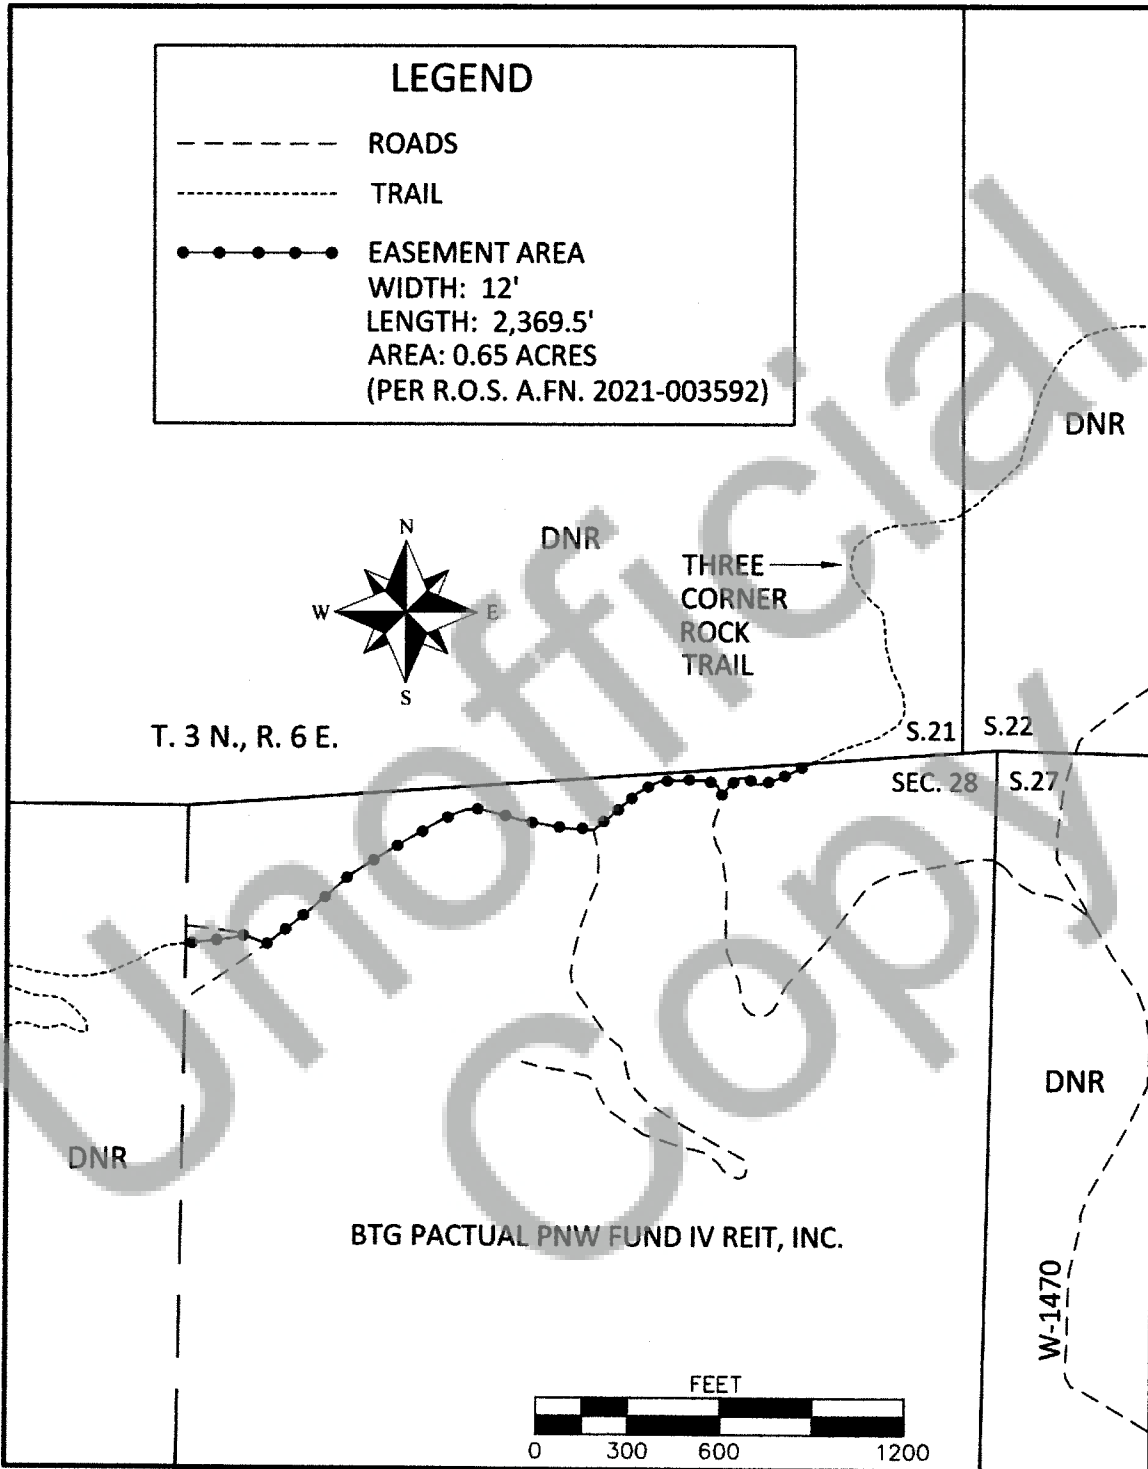 LEGEND
ROADS
TRAIL
EASEMENT AREA
WIDTH: 12'
LENGTH: 2,369.5'
AREA: 0.65 ACRES
(PER R.O.S. A.FN. 2021-003592)
DNR
DNR
THREE
CORNER
ROCK
TRAIL
N
W
E
S
T. 3 N., R. 6 E.
S.21
S.22
SEC. 28
S.27
DNR
DNR
BTG PACTUAL PNW FUND IV REIT, INC.
W-1470
FEET
0 300 600 1200
Unofficial
Copy